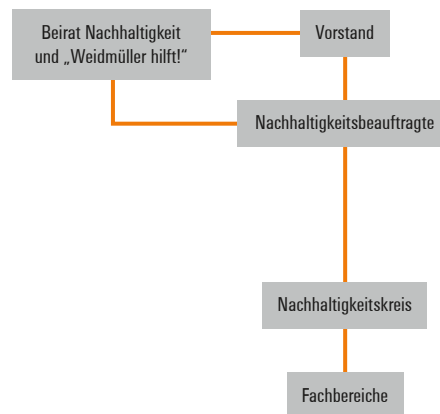 Beirat Nachhaltigkeit
und „Weidmüller hilft!“
Vorstand
Nachhaltigkeitsbeauftragte
Nachhaltigkeitskreis
Fachbereiche